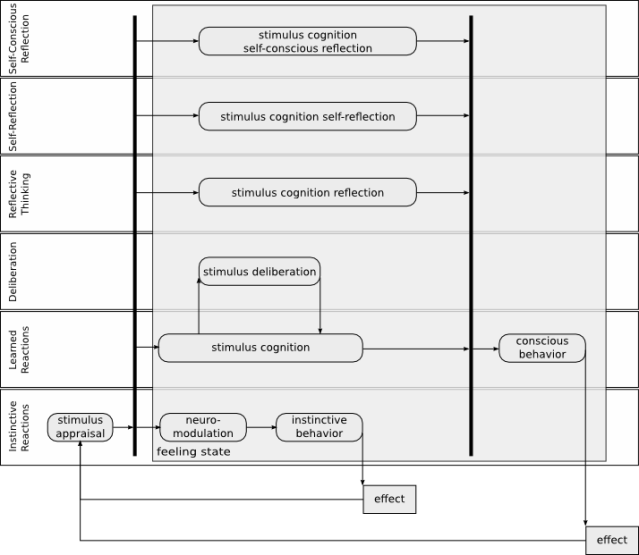 Self-Conscious
Reflection
stimulus cognition
self-conscious reflection
Self-Reflection
stimulus cognition self-reflection
Reflective
Thinking
stimulus cognition reflection
Deliberation
stimulus deliberation
Learned
Reactions
stimulus cognition
conscious
behavior
Instinctive
Reactions
stimulus
appraisal
neuro-
modulation
instinctive
behavior
feeling state
effect
effect